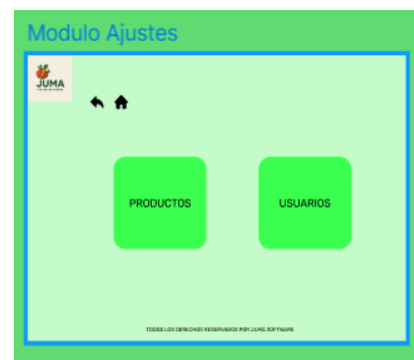 Modulo Ajustes
JUMA
PRODUCTOS
USUARIOS
TODOS LOS DERECHOS RESERVADOS POR JUMA SOFTWARE